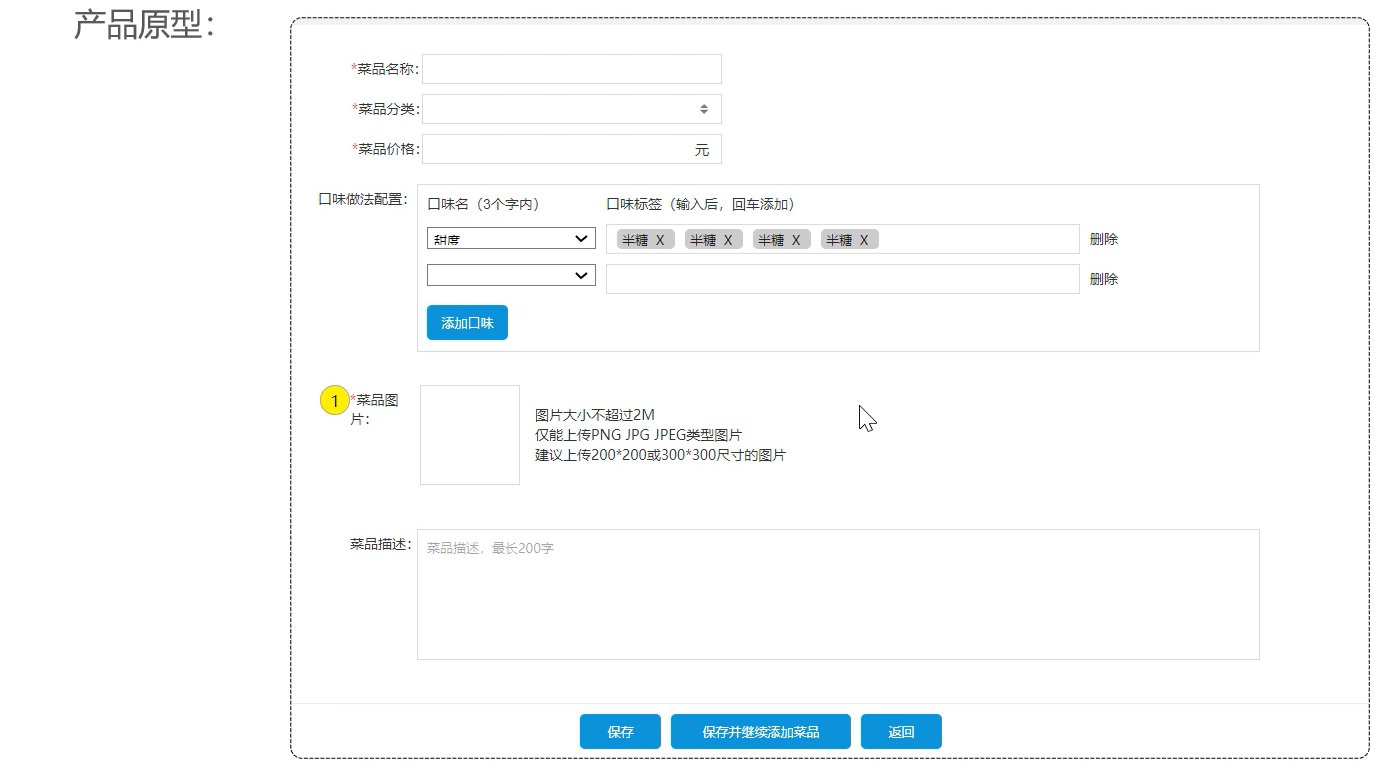 产品原型：
*菜品名称：
*菜品分类：
*菜品价格： 元
口味做法配置： 口味名（3个字内） 口味标签（输入后，回车添加）
甜度 半糖 X 半糖 X 半糖 X 半糖 X 删除
删除
添加口味
1 *菜品图
片：
图片大小不超过2M
仅能上传PNG JPG JPEG类型图片
建议上传200*200或300*300尺寸的图片
菜品描述： 菜品描述，最长200字
保存 保存并继续添加菜品 返回